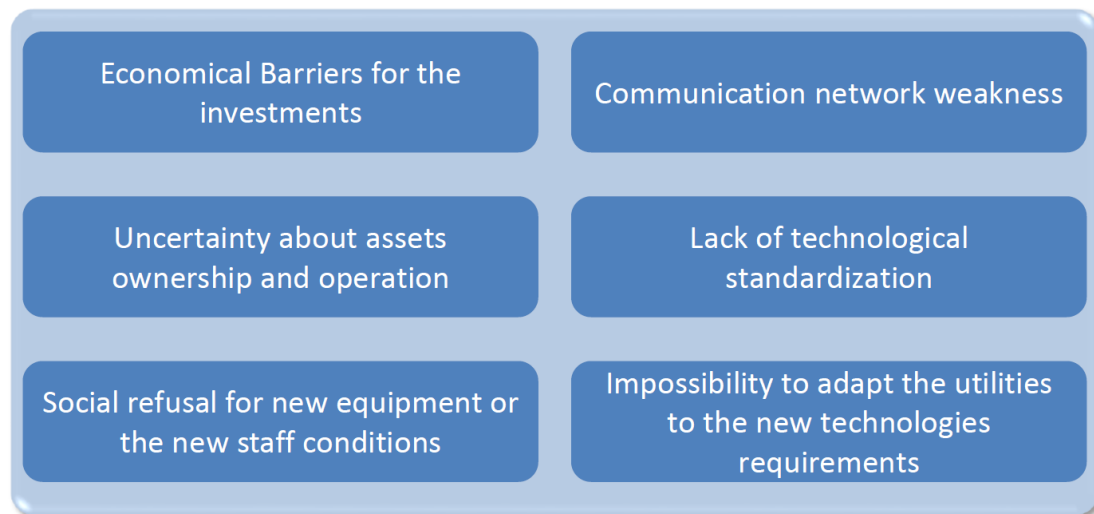 Economical Barriers for the
investments
Communication network weakness
Uncertainty about assets
ownership and operation
Lack of technological
standardization
Social refusal for new equipment or
the new staff conditions
Impossibility to adapt the utilities
to the new technologies
requirements